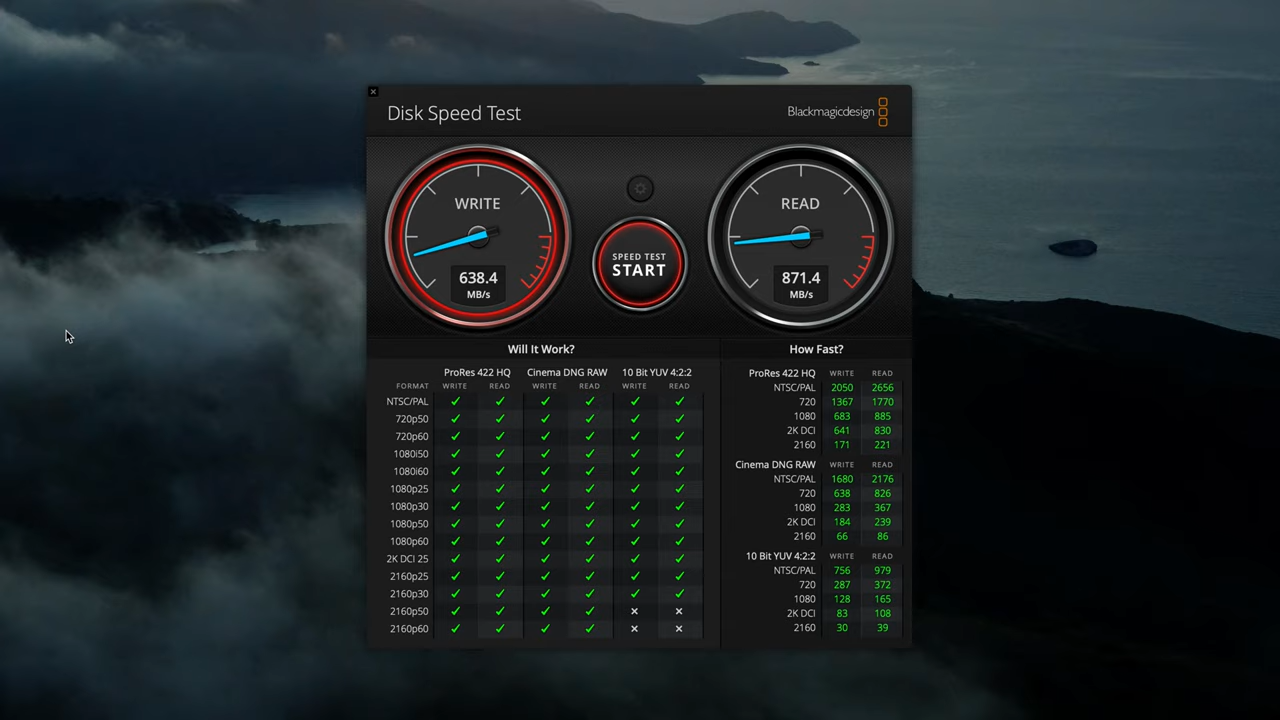 Disk Speed Test
Blackmagicdesign
WRITE
638.4
MB/s
SPEED TEST
START
READ
871.4
MB/s
Will It Work?
ProRes 422 HQ Cinema DNG RAW 10 Bit YUV 4:2:2
FORMAT WRITE READ WRITE READ WRITE READ
NTSC/PAL ✓ ✓ ✓ ✓ ✓ ✓
720p50 ✓ ✓ ✓ ✓ ✓ ✓
720p60 ✓ ✓ ✓ ✓ ✓ ✓
1080i50 ✓ ✓ ✓ ✓ ✓ ✓
1080i60 ✓ ✓ ✓ ✓ ✓ ✓
1080p25 ✓ ✓ ✓ ✓ ✓ ✓
1080p30 ✓ ✓ ✓ ✓ ✓ ✓
1080p50 ✓ ✓ ✓ ✓ ✓ ✓
1080p60 ✓ ✓ ✓ ✓ ✓ ✓
2K DCI 25 ✓ ✓ ✓ ✓ ✓ ✓
2160p25 ✓ ✓ ✓ ✓ ✓ ✓
2160p30 ✓ ✓ ✓ ✓ ✓ ✓
2160p50 ✓ ✓ ✓ ✓ × ×
2160p60 ✓ ✓ ✓ ✓ × ×
How Fast?
ProRes 422 HQ WRITE READ
NTSC/PAL 2050 2656
720 1367 1770
1080 683 885
2K DCI 641 830
2160 171 221
Cinema DNG RAW WRITE READ
NTSC/PAL 1680 2176
720 638 826
1080 283 367
2K DCI 184 239
2160 66 86
10 Bit YUV 4:2:2 WRITE READ
NTSC/PAL 756 979
720 287 372
1080 128 165
2K DCI 83 108
2160 30 39